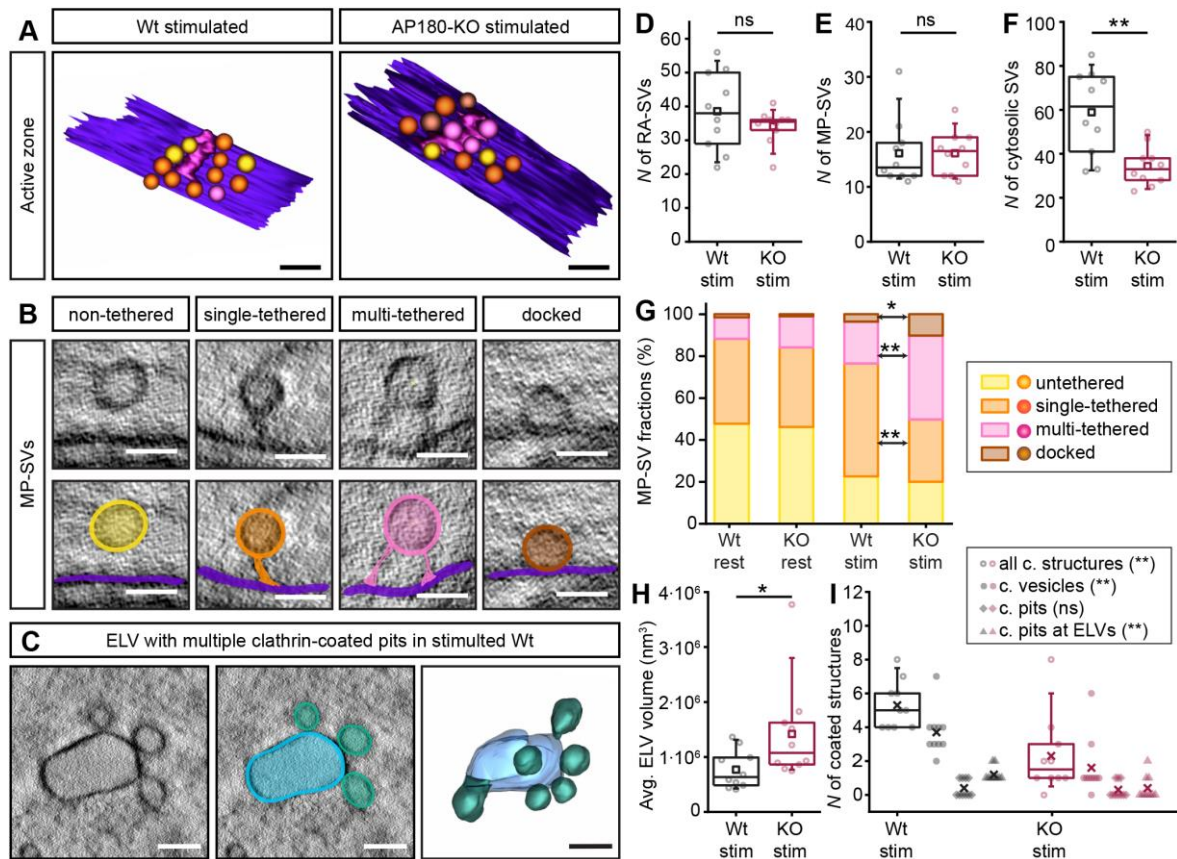 A
Wt stimulated
AP180-KO stimulated
Active zone
B
non-tethered
single-tethered
multi-tethered
docked
MP-SVs
C
ELV with multiple clathrin-coated pits in stimulted Wt
D
ns
N of RA-SVs
60
50
40
30
20
10
0
Wt
stim
KO
stim
E
ns
N of MP-SVs
40
30
20
10
0
Wt
stim
KO
stim
F
**
N of cytosolic SVs
100
80
60
40
20
0
Wt
stim
KO
stim
G
MP-SV fractions (%)
100
80
60
40
20
0
*
**
**
Wt
rest
KO
rest
Wt
stim
KO
stim
untethered
single-tethered
multi-tethered
docked
H
*
Avg. ELV volume (nm³)
4·10⁶
3·10⁶
2·10⁶
1·10⁶
0
Wt
stim
KO
stim
I
N of coated structures
12
10
8
6
4
2
0
Wt
stim
KO
stim
all c. structures (**)
c. vesicles (**)
c. pits (ns)
c. pits at ELVs (**)